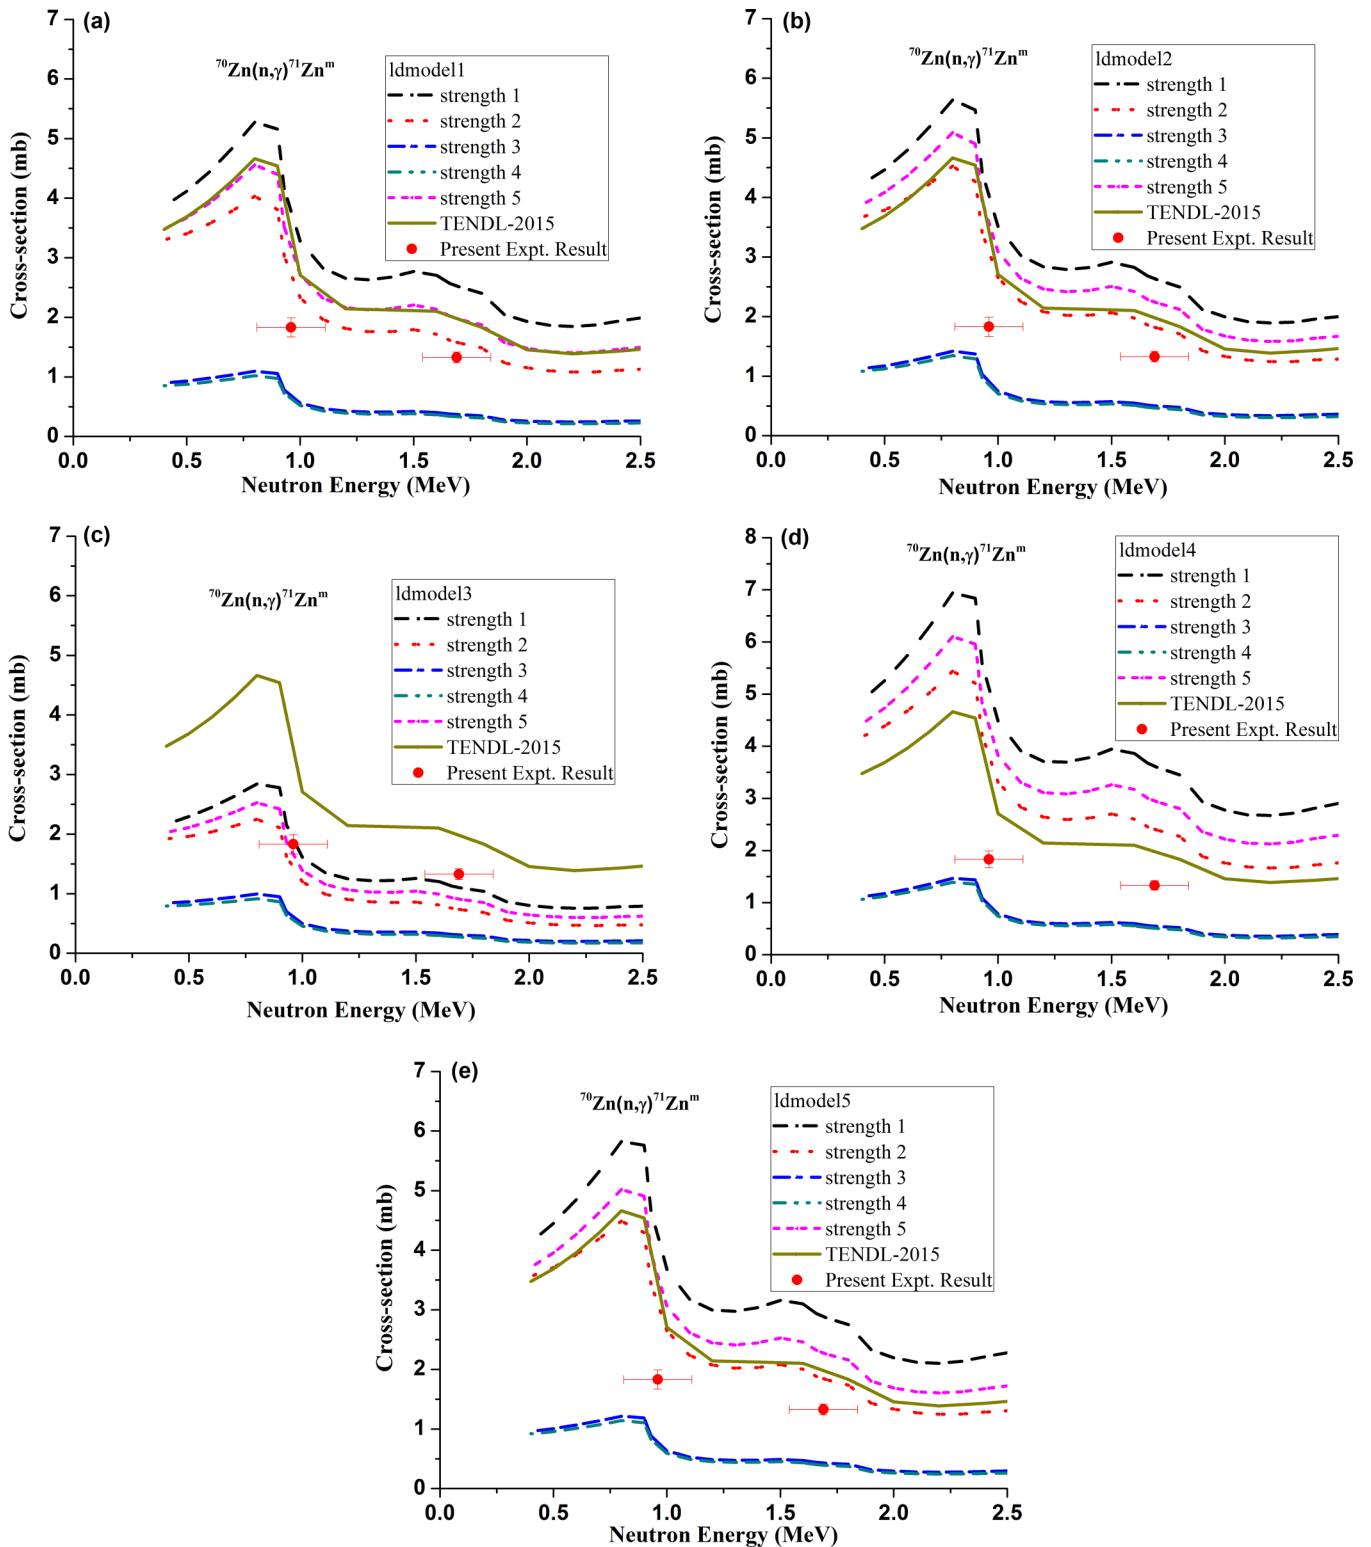 (a)
⁷⁰Zn(n,γ)⁷¹Znᵐ
ldmodel1
strength 1
strength 2
strength 3
strength 4
strength 5
TENDL-2015
Present Expt. Result
Cross-section (mb)
7
6
5
4
3
2
1
0
0.0 0.5 1.0 1.5 2.0 2.5
Neutron Energy (MeV)
(b)
⁷⁰Zn(n,γ)⁷¹Znᵐ
ldmodel2
strength 1
strength 2
strength 3
strength 4
strength 5
TENDL-2015
Present Expt. Result
Cross-section (mb)
7
6
5
4
3
2
1
0
0.0 0.5 1.0 1.5 2.0 2.5
Neutron Energy (MeV)
(c)
⁷⁰Zn(n,γ)⁷¹Znᵐ
ldmodel3
strength 1
strength 2
strength 3
strength 4
strength 5
TENDL-2015
Present Expt. Result
Cross-section (mb)
7
6
5
4
3
2
1
0
0.0 0.5 1.0 1.5 2.0 2.5
Neutron Energy (MeV)
(d)
⁷⁰Zn(n,γ)⁷¹Znᵐ
ldmodel4
strength 1
strength 2
strength 3
strength 4
strength 5
TENDL-2015
Present Expt. Result
Cross-section (mb)
8
7
6
5
4
3
2
1
0
0.0 0.5 1.0 1.5 2.0 2.5
Neutron Energy (MeV)
(e)
⁷⁰Zn(n,γ)⁷¹Znᵐ
ldmodel5
strength 1
strength 2
strength 3
strength 4
strength 5
TENDL-2015
Present Expt. Result
Cross-section (mb)
7
6
5
4
3
2
1
0
0.0 0.5 1.0 1.5 2.0 2.5
Neutron Energy (MeV)